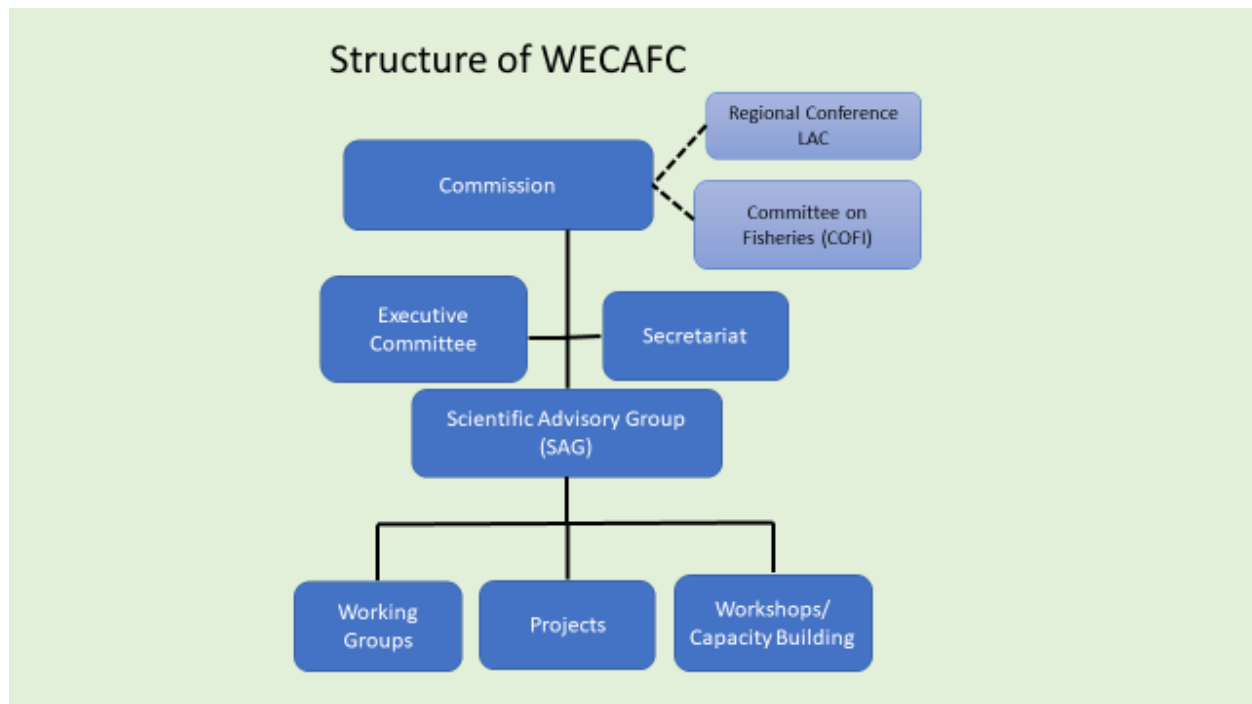 Structure of WECAFC
Regional Conference
LAC
Commission
Committee on
Fisheries (COFI)
Executive
Committee
Secretariat
Scientific Advisory Group
(SAG)
Working
Groups
Projects
Workshops/
Capacity Building